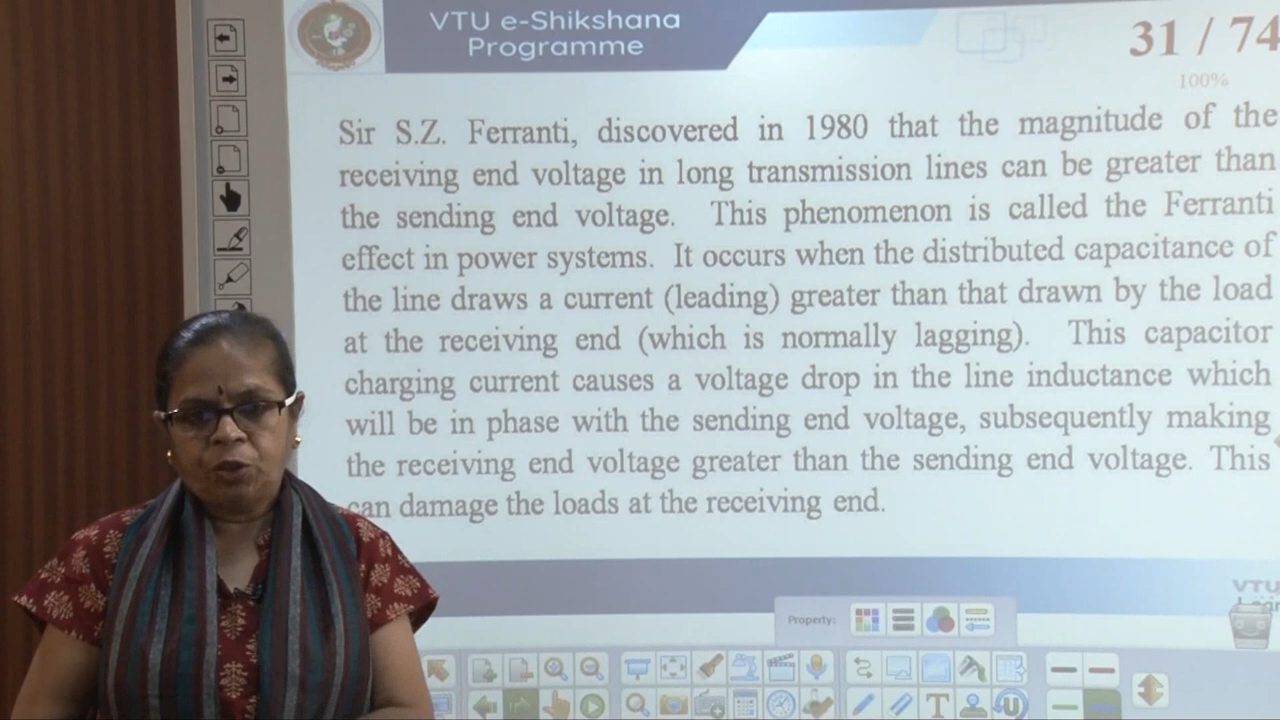 VTU e-Shikshana
Programme
31 / 74
100%
Sir S.Z. Ferranti, discovered in 1980 that the magnitude of the
receiving end voltage in long transmission lines can be greater than
the sending end voltage. This phenomenon is called the Ferranti
effect in power systems. It occurs when the distributed capacitance of
the line draws a current (leading) greater than that drawn by the load
at the receiving end (which is normally lagging). This capacitor
charging current causes a voltage drop in the line inductance which
will be in phase with the sending end voltage, subsequently making
the receiving end voltage greater than the sending end voltage. This
can damage the loads at the receiving end.
VTU
Property: